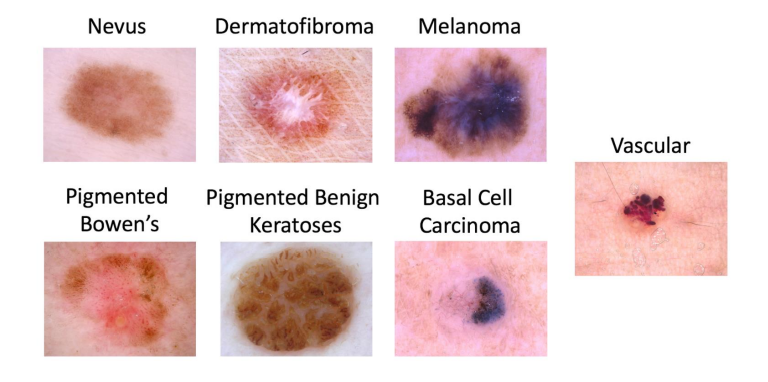 Nevus
Dermatofibroma
Melanoma
Vascular
Pigmented
Bowen's
Pigmented Benign
Keratoses
Basal Cell
Carcinoma